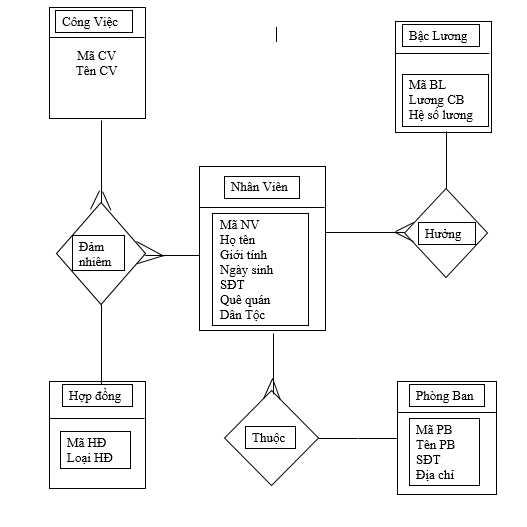 Công Việc
Mã CV
Tên CV
Bậc Lương
Mã BL
Lương CB
Hệ số lương
Nhân Viên
Mã NV
Họ tên
Giới tính
Ngày sinh
SĐT
Quê quán
Dân Tộc
Đảm
nhiêm
Hưởng
Hợp đồng
Mã HĐ
Loại HĐ
Thuộc
Phòng Ban
Mã PB
Tên PB
SĐT
Địa chỉ